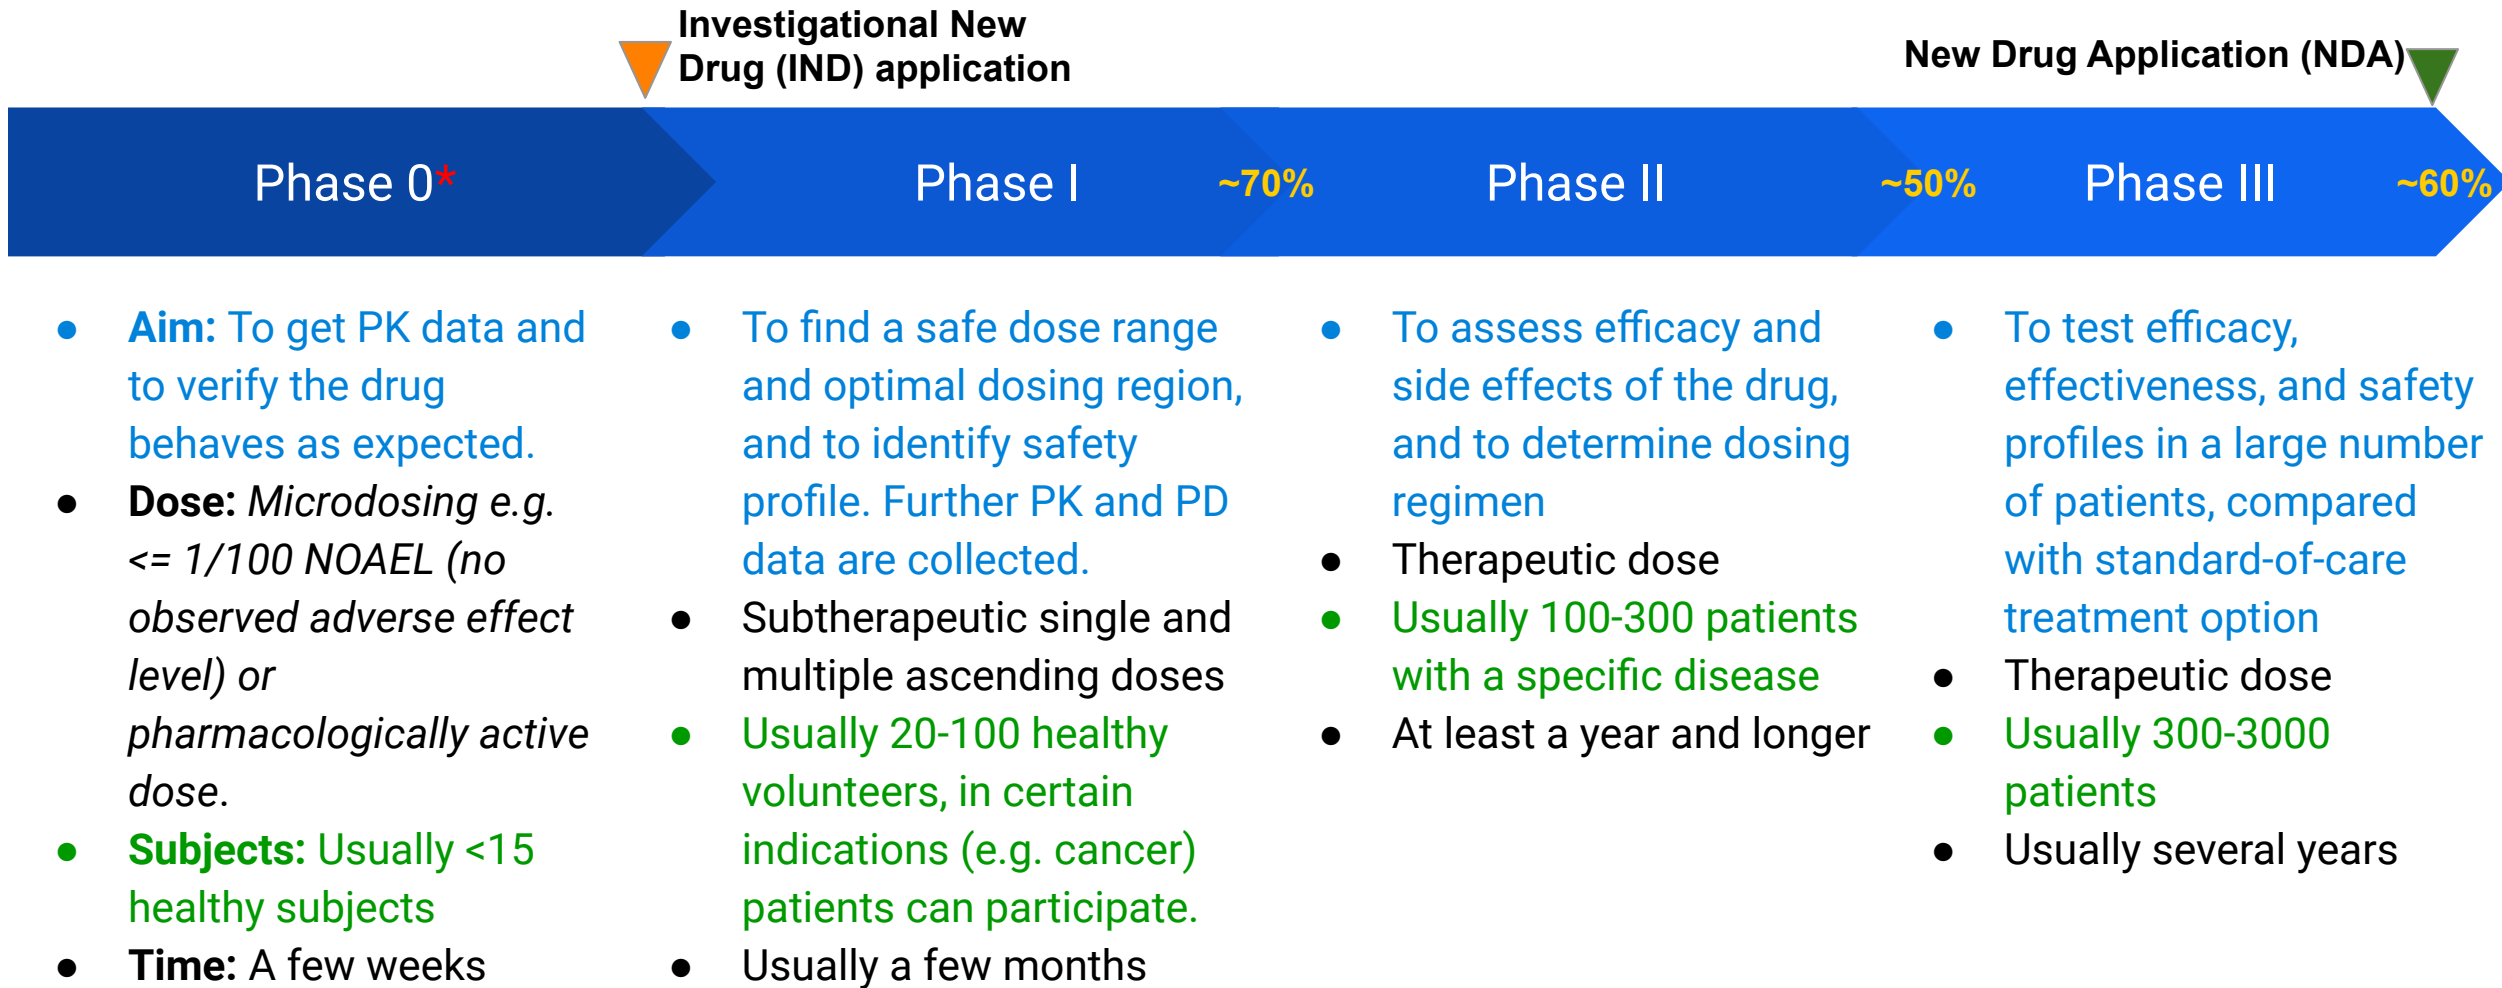 Investigational New
Drug (IND) application
New Drug Application (NDA)
Phase 0*
Phase I
~70%
Phase II
~50%
Phase III
~60%
● Aim: To get PK data and
to verify the drug
behaves as expected.
● Dose: Microdosing e.g.
<= 1/100 NOAEL (no
observed adverse effect
level) or
pharmacologically active
dose.
● Subjects: Usually <15
healthy subjects
● Time: A few weeks
● To find a safe dose range
and optimal dosing region,
and to identify safety
profile. Further PK and PD
data are collected.
● Subtherapeutic single and
multiple ascending doses
● Usually 20-100 healthy
volunteers, in certain
indications (e.g. cancer)
patients can participate.
● Usually a few months
● To assess efficacy and
side effects of the drug,
and to determine dosing
regimen
● Therapeutic dose
● Usually 100-300 patients
with a specific disease
● At least a year and longer
● To test efficacy,
effectiveness, and safety
profiles in a large number
of patients, compared
with standard-of-care
treatment option
● Therapeutic dose
● Usually 300-3000
patients
● Usually several years